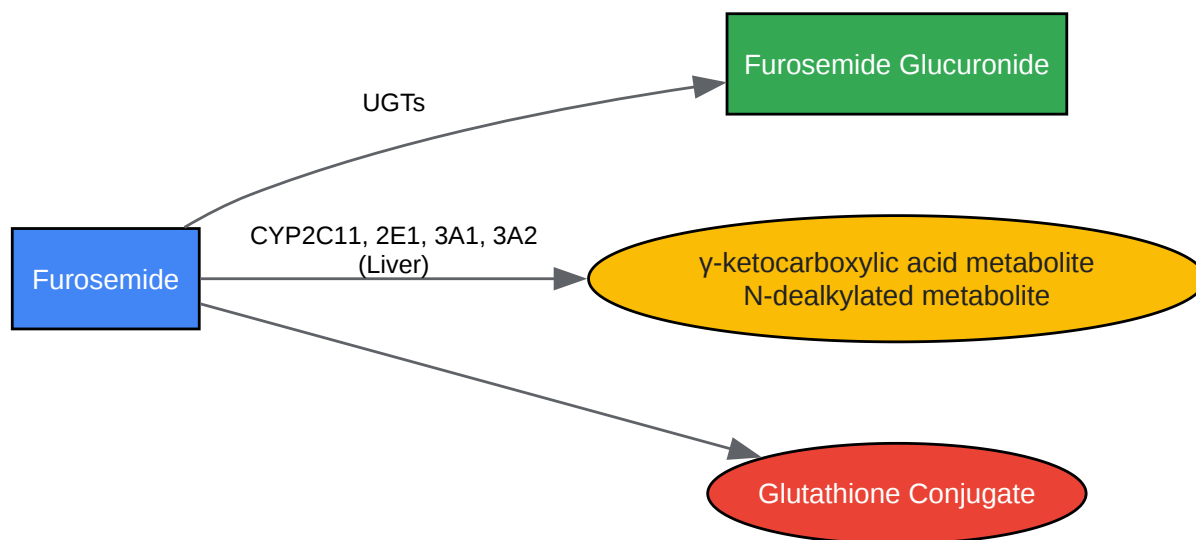 Furosemide Glucuronide
UGTs
CYP2C11, 2E1, 3A1, 3A2
(Liver)
Furosemide
γ-ketocarboxylic acid metabolite
N-dealkylated metabolite
Glutathione Conjugate